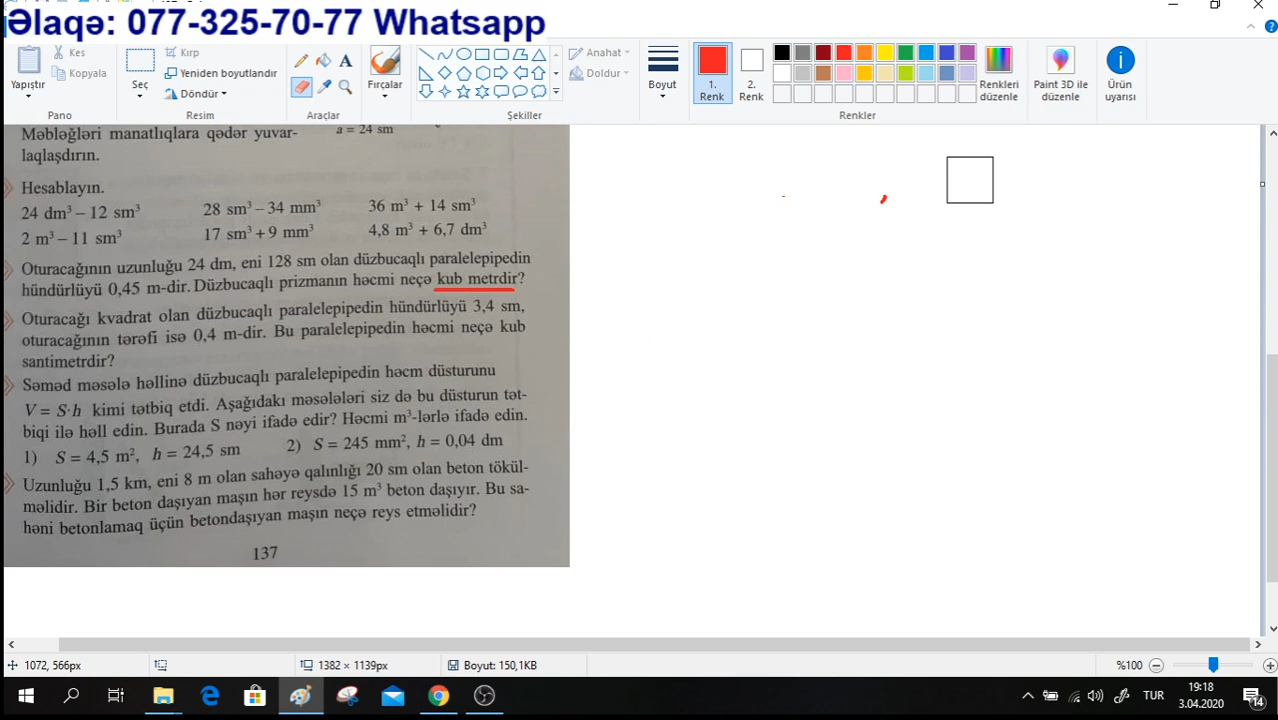 Əlaqə: 077-325-70-77 Whatsapp
Yapıştır
Kes
Kopyala
Pano
Seç
Kırp
Yeniden boyutlandır
Döndür
Resim
Fırçalar
Araçlar
Anahat
Doldur
Şekiller
Boyut
1. Renk
2. Renk
Renkleri düzenle
Renkler
Paint 3D ile düzenle
Ürün uyarısı
Məbləğləri manatlıqlara qədər yuvar-
laqlaşdırın.
a = 24 sm
Hesablayın.
24 dm³ – 12 sm³ 28 sm³ – 34 mm³ 36 m³ + 14 sm³
2 m³ – 11 sm³ 17 sm³ + 9 mm³ 4,8 m³ + 6,7 dm³
Oturacağının uzunluğu 24 dm, eni 128 sm olan düzbucaqlı paralelepipedin
hündürlüyü 0,45 m-dir. Düzbucaqlı prizmanın həcmi neçə kub metrdir?
Oturacağı kvadrat olan düzbucaqlı paralelepipedin hündürlüyü 3,4 sm,
oturacağının tərəfi isə 0,4 m-dir. Bu paralelepipedin həcmi neçə kub
santimetrdir?
Səməd məsələ həllinə düzbucaqlı paralelepipedin həcm düsturunu
V = S·h kimi tətbiq etdi. Aşağıdakı məsələləri siz də bu düsturun tət-
biqi ilə həll edin. Burada S nəyi ifadə edir? Həcmi m³-lərlə ifadə edin.
1) S = 4,5 m², h = 24,5 sm 2) S = 245 mm², h = 0,04 dm
Uzunluğu 1,5 km, eni 8 m olan sahəyə qalınlığı 20 sm olan beton tökül-
məlidir. Bir beton daşıyan maşın hər reysdə 15 m³ beton daşıyır. Bu sa-
həni betonlamaq üçün betondaşıyan maşın neçə reys etməlidir?
137
1072, 566px
1382 × 1139px
Boyut: 150,1KB
%100
TUR
19:18
3.04.2020
14